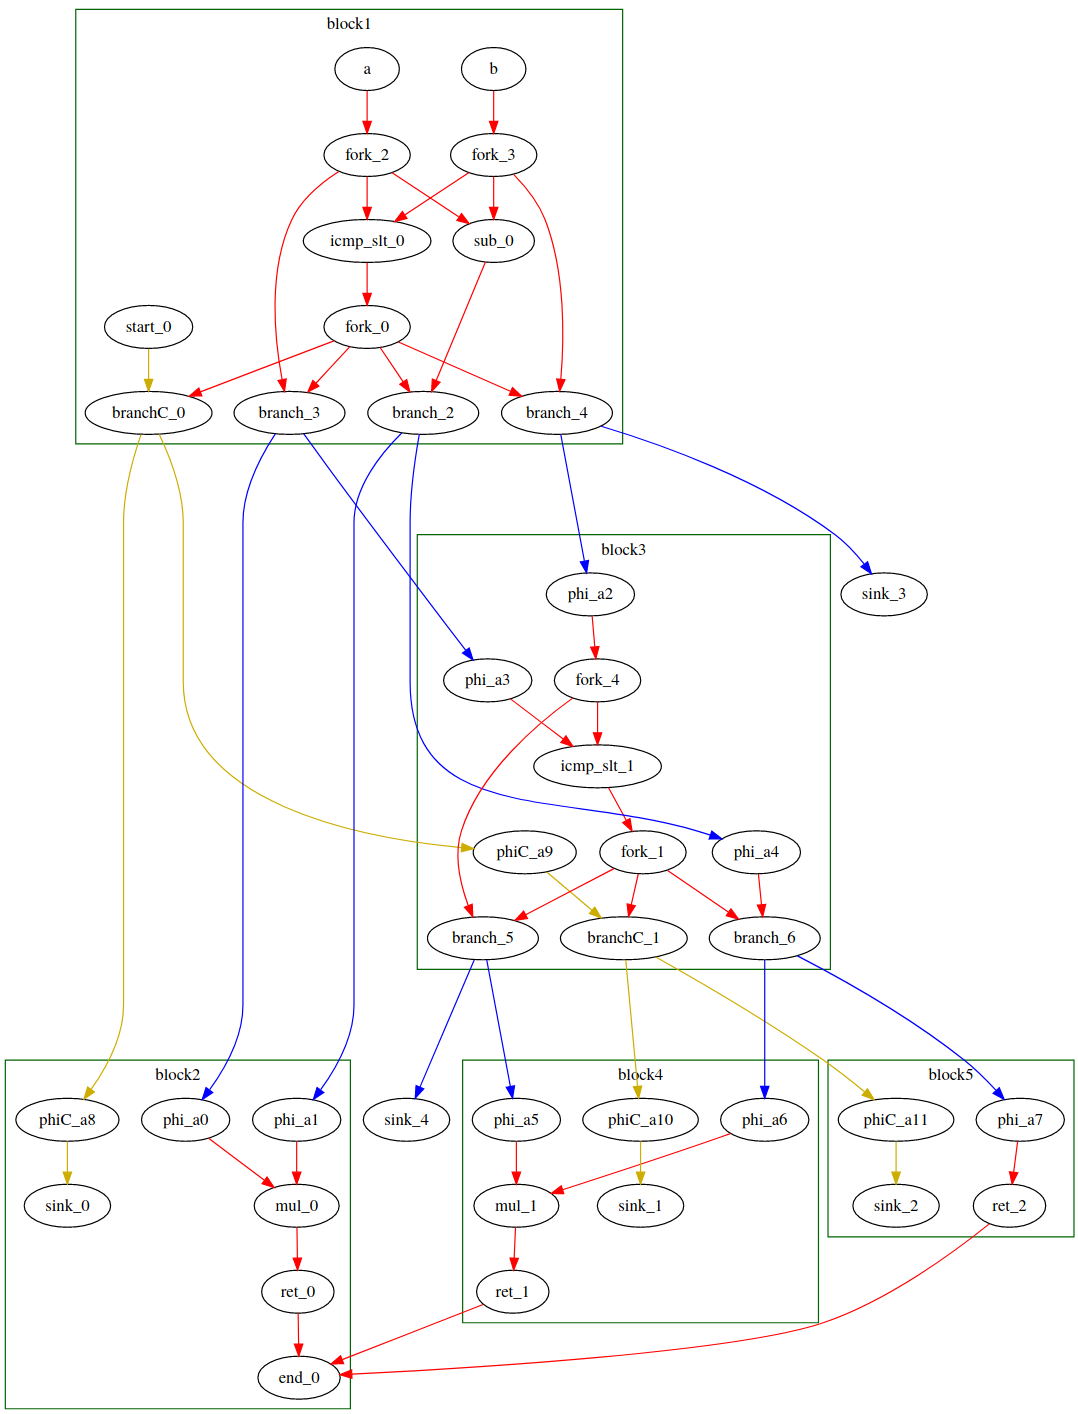 block1
a
b
fork_2
fork_3
icmp_slt_0
sub_0
start_0
fork_0
branchC_0
branch_3
branch_2
branch_4
block3
phi_a2
sink_3
phi_a3
fork_4
icmp_slt_1
phiC_a9
fork_1
phi_a4
branch_5
branchC_1
branch_6
block2
block4
block5
phiC_a8
phi_a0
phi_a1
sink_4
phi_a5
phiC_a10
phi_a6
phiC_a11
phi_a7
sink_0
mul_0
mul_1
sink_1
sink_2
ret_2
ret_0
ret_1
end_0